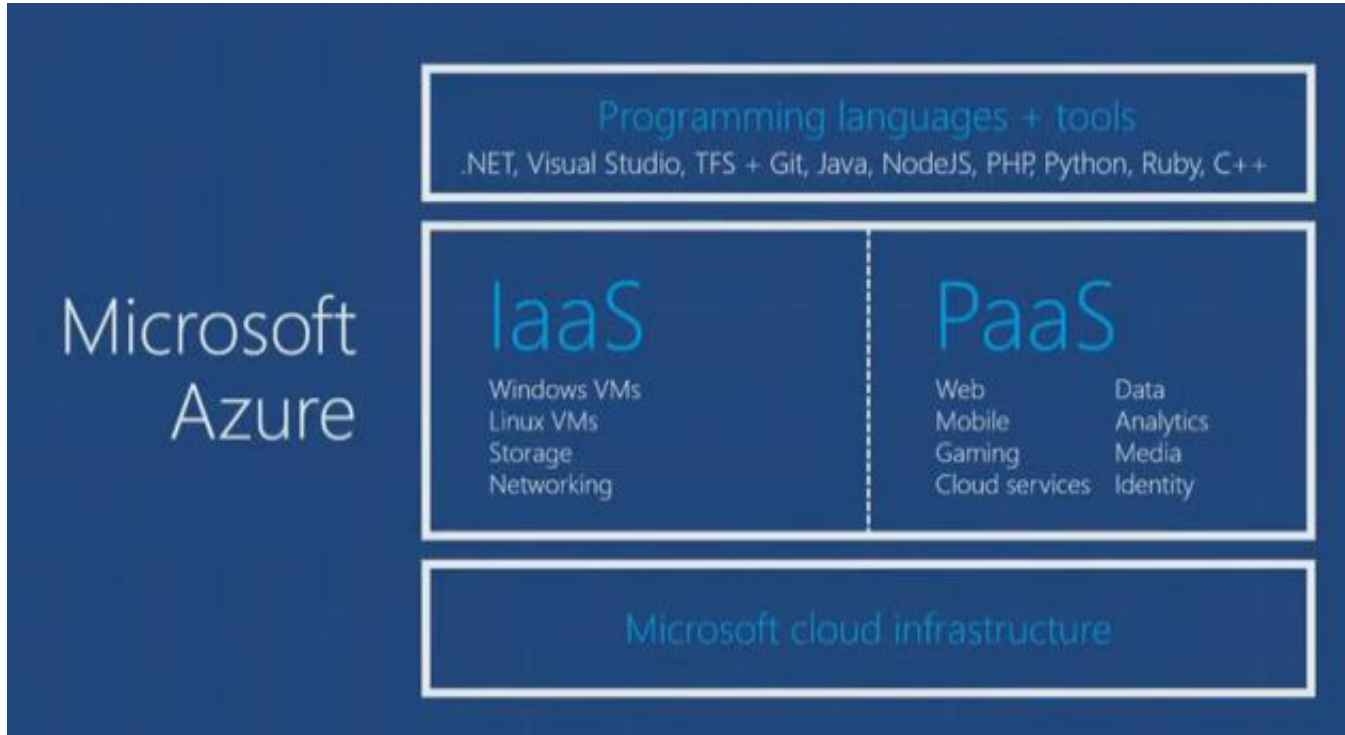 Microsoft
Azure
Programming languages + tools
.NET, Visual Studio, TFS + Git, Java, NodeJS, PHP, Python, Ruby, C++
IaaS
Windows VMs
Linux VMs
Storage
Networking
PaaS
Web
Mobile
Gaming
Cloud services
Data
Analytics
Media
Identity
Microsoft cloud infrastructure